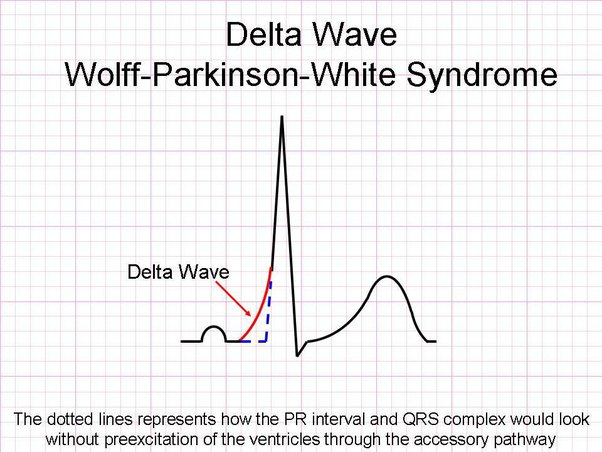 Delta Wave
Wolff-Parkinson-White Syndrome
Delta Wave
The dotted lines represents how the PR interval and QRS complex would look
without preexcitation of the ventricles through the accessory pathway